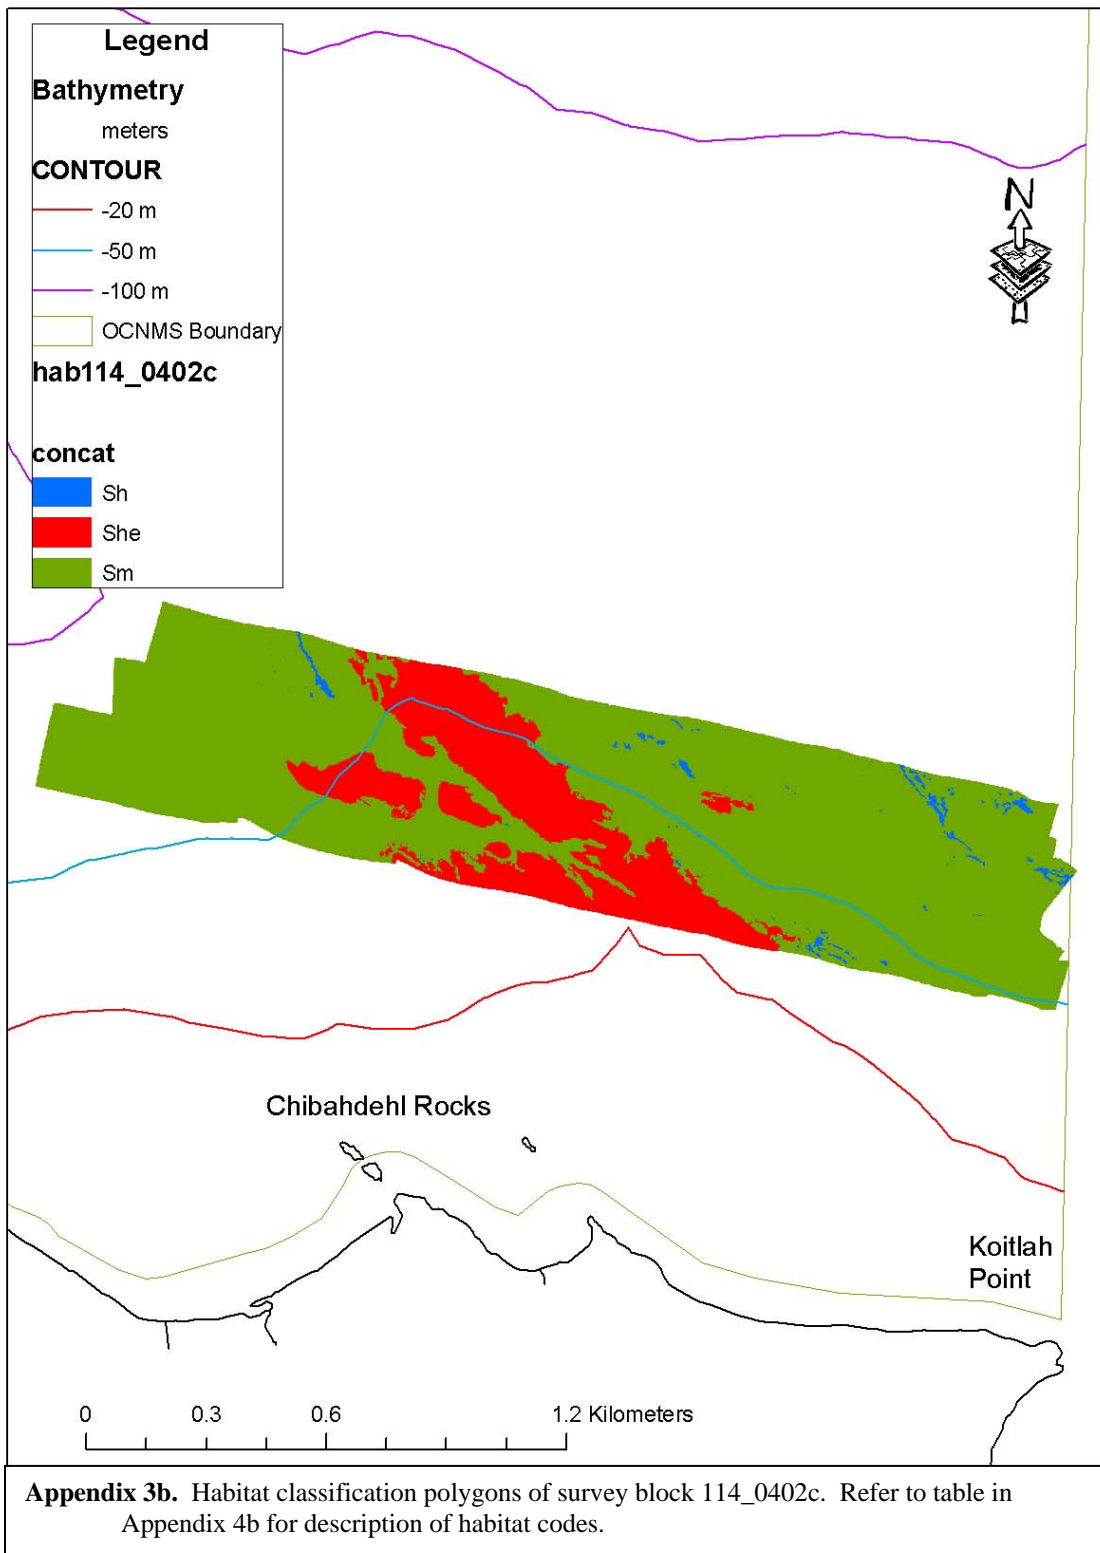 Legend
Bathymetry
meters
CONTOUR
-20 m
-50 m
-100 m
OCNMS Boundary
hab114_0402c
concat
Sh
She
Sm
N
Chibahdehl Rocks
Koitlah
Point
0 0.3 0.6 1.2 Kilometers
Appendix 3b. Habitat classification polygons of survey block 114_0402c. Refer to table in
Appendix 4b for description of habitat codes.